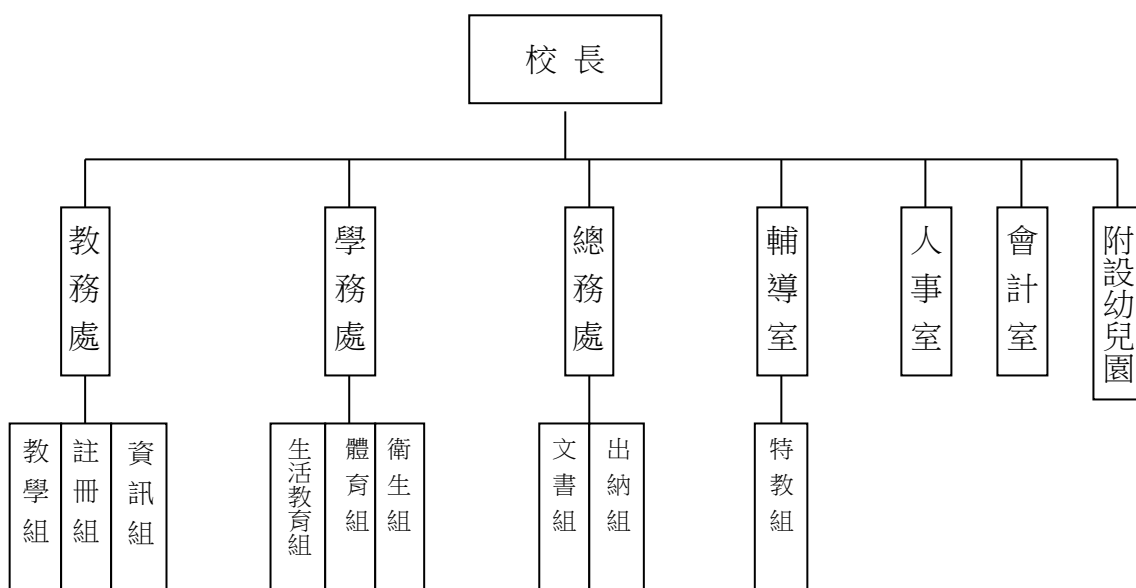 校長
教務處
學務處
總務處
輔導室
人事室
會計室
附設幼兒園
教學組
註冊組
資訊組
生活教育組
體育組
衛生組
文書組
出納組
特教組